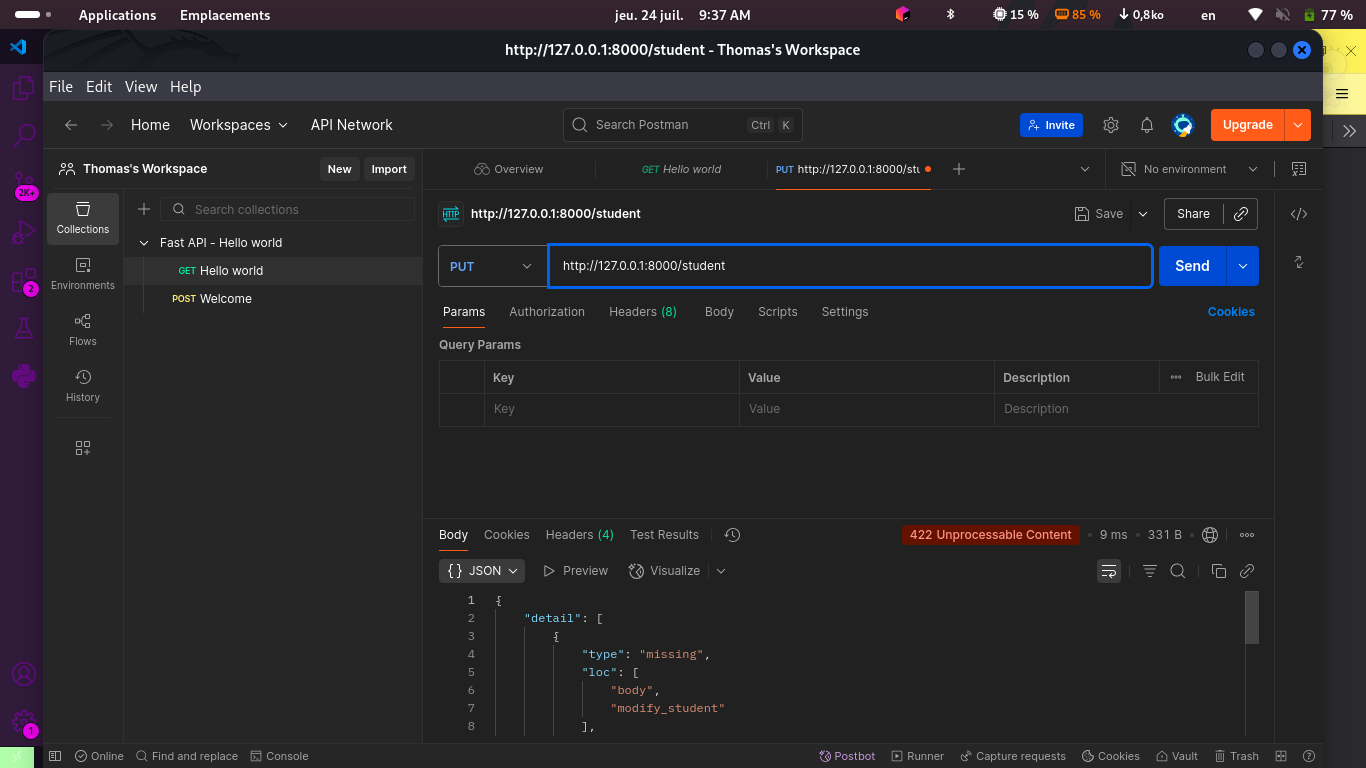 Applications Emplacements jeu. 24 juil. 9:37 AM 15 % 85 % 0,8ko en 77 %
http://127.0.0.1:8000/student - Thomas's Workspace
File Edit View Help
Home Workspaces API Network Search Postman Ctrl K Invite Upgrade
Thomas's Workspace New Import
Overview GET Hello world PUT http://127.0.0.1:8000/stu No environment
Search collections
Collections
Environments
Flows
History
2K+
2
1
Fast API - Hello world
GET Hello world
POST Welcome
HTTP http://127.0.0.1:8000/student Save Share
PUT http://127.0.0.1:8000/student Send
Params Authorization Headers (8) Body Scripts Settings Cookies
Query Params
Key Value Description Bulk Edit
Key Value Description
Body Cookies Headers (4) Test Results 422 Unprocessable Content 9 ms 331 B
{} JSON Preview Visualize
1 {
2 "detail": [
3 {
4 "type": "missing",
5 "loc": [
6 "body",
7 "modify_student"
8 ],
Online Find and replace Console Postbot Runner Capture requests Cookies Vault Trash